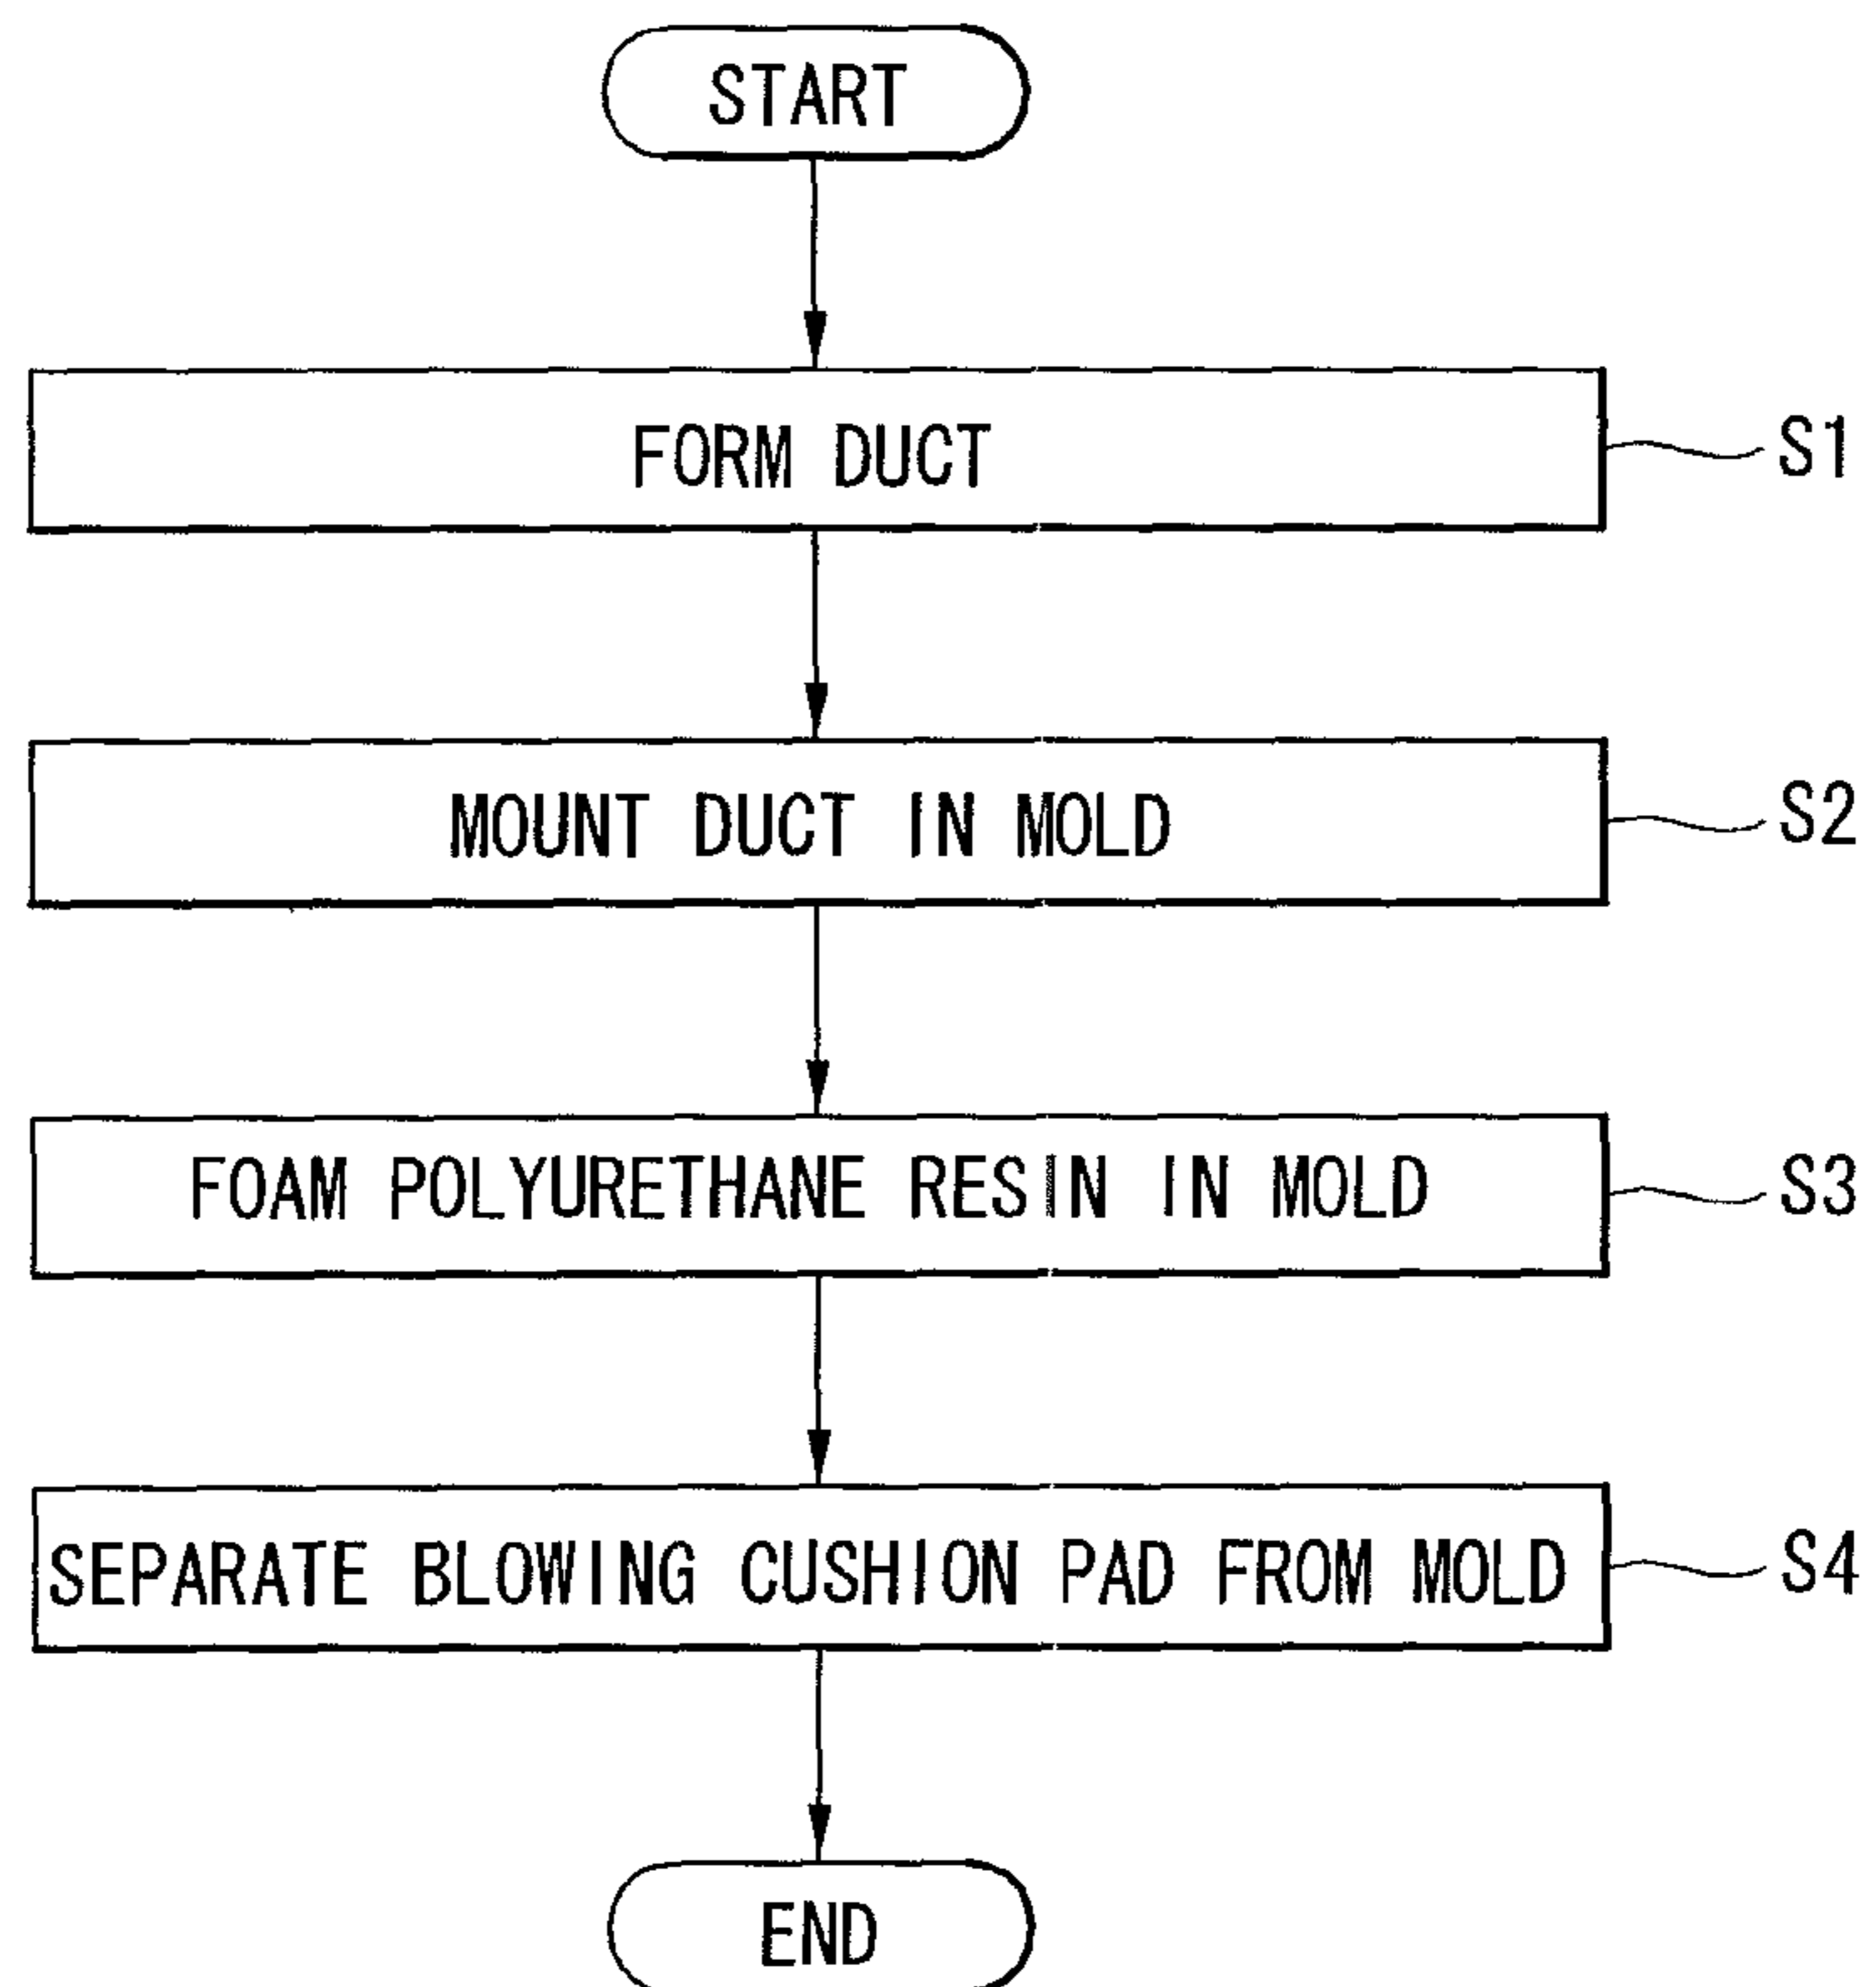 START
FORM DUCT
S1
MOUNT DUCT IN MOLD
S2
FOAM POLYURETHANE RESIN IN MOLD
S3
SEPARATE BLOWING CUSHION PAD FROM MOLD
S4
END